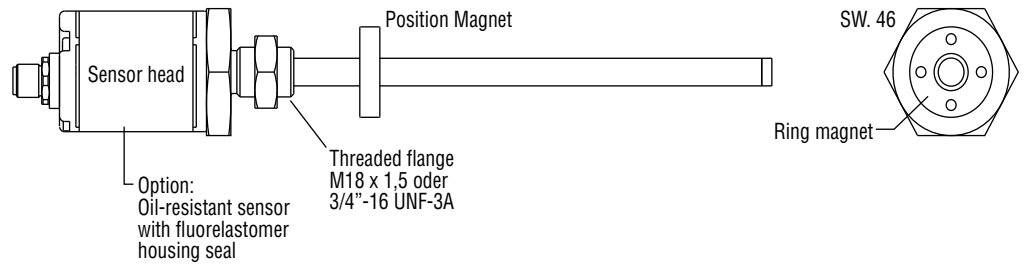 Position Magnet
SW. 46
Sensor head
Ring magnet
Threaded flange
M18 x 1,5 oder
3/4”-16 UNF-3A
Option:
Oil-resistant sensor
with fluorelastomer
housing seal